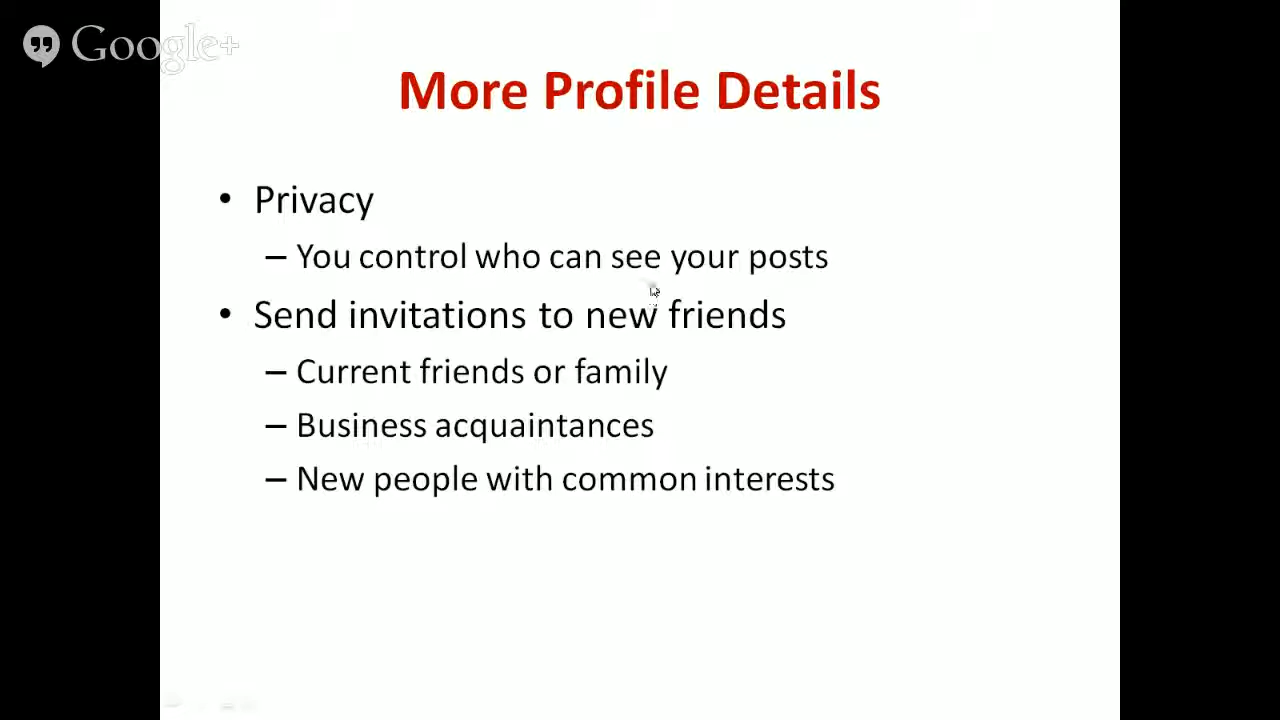 Google+
More Profile Details
• Privacy
– You control who can see your posts
• Send invitations to new friends
– Current friends or family
– Business acquaintances
– New people with common interests